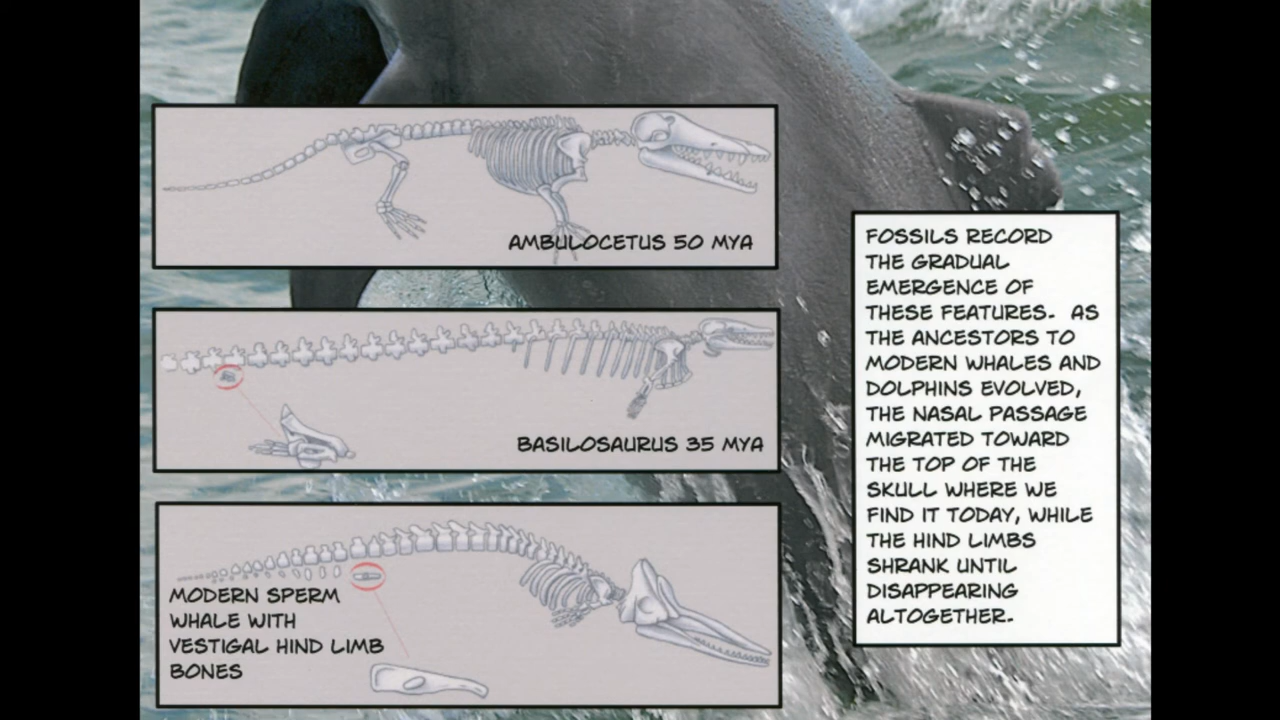 AMBULOCETUS 50 MYA
BASILOSAURUS 35 MYA
MODERN SPERM
WHALE WITH
VESTIGAL HIND LIMB
BONES
FOSSILS RECORD
THE GRADUAL
EMERGENCE OF
THESE FEATURES. AS
THE ANCESTORS TO
MODERN WHALES AND
DOLPHINS EVOLVED,
THE NASAL PASSAGE
MIGRATED TOWARD
THE TOP OF THE
SKULL WHERE WE
FIND IT TODAY, WHILE
THE HIND LIMBS
SHRANK UNTIL
DISAPPEARING
ALTOGETHER.